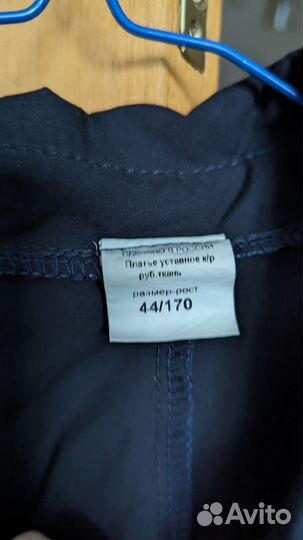 СДЕЛАНО В РОССИИ
Платье уставное к/р
руб.ткань
размер-рост
44/170
Avito